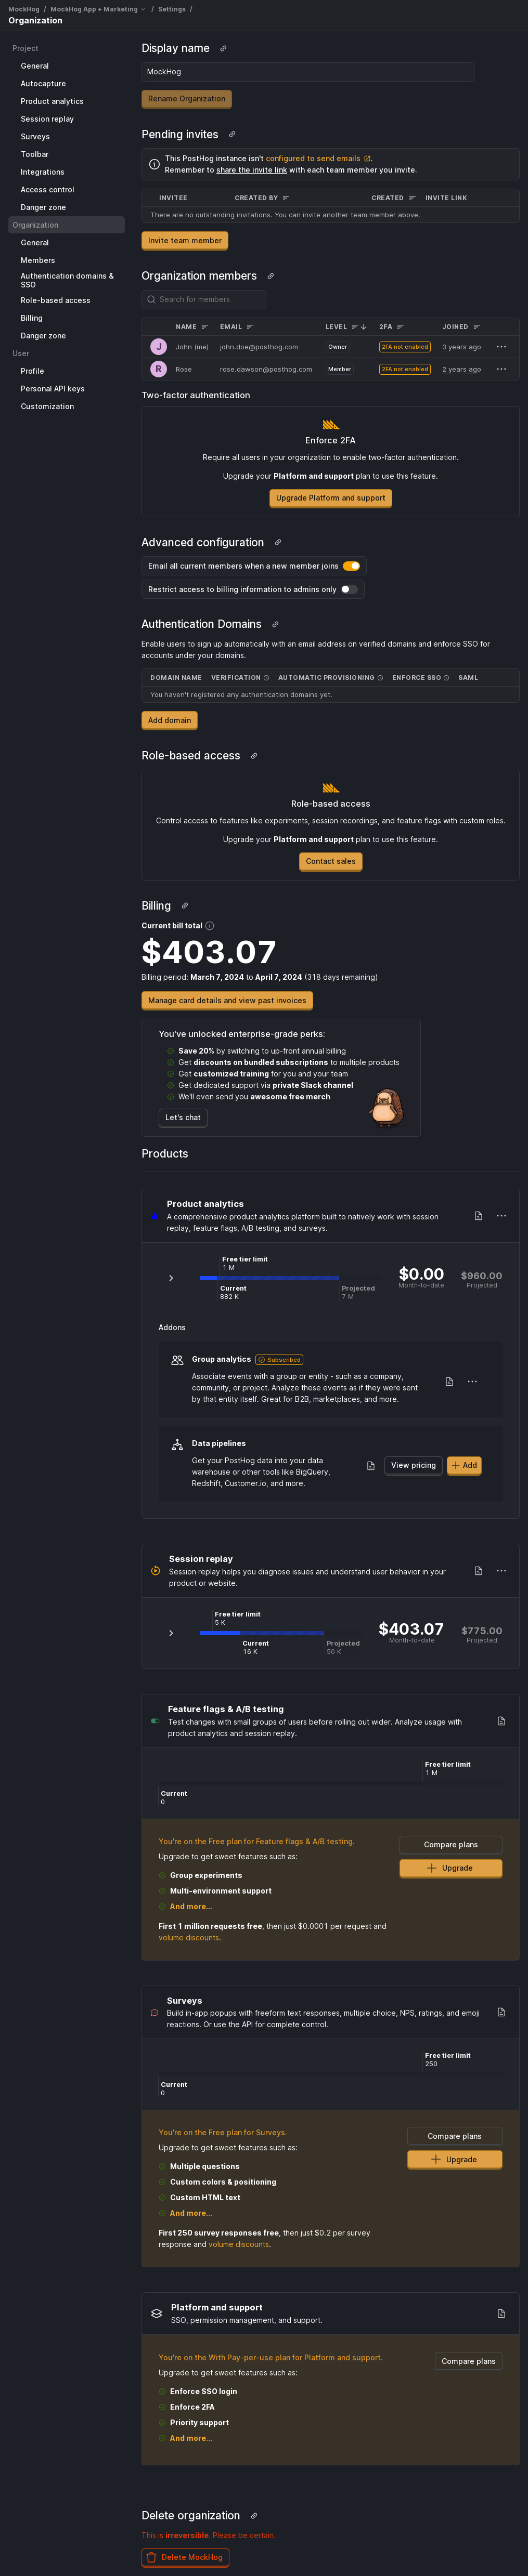 MockHog / MockHog App + Marketing / Settings /
Organization
Project
General
Autocapture
Product analytics
Session replay
Surveys
Toolbar
Integrations
Access control
Danger zone
Organization
General
Members
Authentication domains &
SSO
Role-based access
Billing
Danger zone
User
Profile
Personal API keys
Customization
Display name
MockHog
Rename Organization
Pending invites
This PostHog instance isn't configured to send emails .
Remember to share the invite link with each team member you invite.
INVITEE CREATED BY CREATED INVITE LINK
There are no outstanding invitations. You can invite another team member above.
Invite team member
Organization members
Search for members
NAME EMAIL LEVEL 2FA JOINED
J John (me) john.doe@posthog.com Owner 2FA not enabled 3 years ago
R Rose rose.dawson@posthog.com Member 2FA not enabled 2 years ago
Two-factor authentication
Enforce 2FA
Require all users in your organization to enable two-factor authentication.
Upgrade your Platform and support plan to use this feature.
Upgrade Platform and support
Advanced configuration
Email all current members when a new member joins
Restrict access to billing information to admins only
Authentication Domains
Enable users to sign up automatically with an email address on verified domains and enforce SSO for
accounts under your domains.
DOMAIN NAME VERIFICATION AUTOMATIC PROVISIONING ENFORCE SSO SAML
You haven't registered any authentication domains yet.
Add domain
Role-based access
Role-based access
Control access to features like experiments, session recordings, and feature flags with custom roles.
Upgrade your Platform and support plan to use this feature.
Contact sales
Billing
Current bill total
$403.07
Billing period: March 7, 2024 to April 7, 2024 (318 days remaining)
Manage card details and view past invoices
You've unlocked enterprise-grade perks:
Save 20% by switching to up-front annual billing
Get discounts on bundled subscriptions to multiple products
Get customized training for you and your team
Get dedicated support via private Slack channel
We'll even send you awesome free merch
Let's chat
Products
Product analytics
A comprehensive product analytics platform built to natively work with session
replay, feature flags, A/B testing, and surveys.
Free tier limit
1 M
Current
882 K
Projected
7 M
$0.00
Month-to-date
$960.00
Projected
Addons
Group analytics Subscribed
Associate events with a group or entity - such as a company,
community, or project. Analyze these events as if they were sent
by that entity itself. Great for B2B, marketplaces, and more.
Data pipelines
Get your PostHog data into your data
warehouse or other tools like BigQuery,
Redshift, Customer.io, and more.
View pricing
Add
Session replay
Session replay helps you diagnose issues and understand user behavior in your
product or website.
Free tier limit
5 K
Current
16 K
Projected
50 K
$403.07
Month-to-date
$775.00
Projected
Feature flags & A/B testing
Test changes with small groups of users before rolling out wider. Analyze usage with
product analytics and session replay.
Free tier limit
1 M
Current
0
You're on the Free plan for Feature flags & A/B testing.
Upgrade to get sweet features such as:
Group experiments
Multi-environment support
And more...
First 1 million requests free, then just $0.0001 per request and
volume discounts.
Compare plans
Upgrade
Surveys
Build in-app popups with freeform text responses, multiple choice, NPS, ratings, and emoji
reactions. Or use the API for complete control.
Free tier limit
250
Current
0
You're on the Free plan for Surveys.
Upgrade to get sweet features such as:
Multiple questions
Custom colors & positioning
Custom HTML text
And more...
First 250 survey responses free, then just $0.2 per survey
response and volume discounts.
Compare plans
Upgrade
Platform and support
SSO, permission management, and support.
You're on the With Pay-per-use plan for Platform and support.
Upgrade to get sweet features such as:
Enforce SSO login
Enforce 2FA
Priority support
And more...
Compare plans
Delete organization
This is irreversible. Please be certain.
Delete MockHog